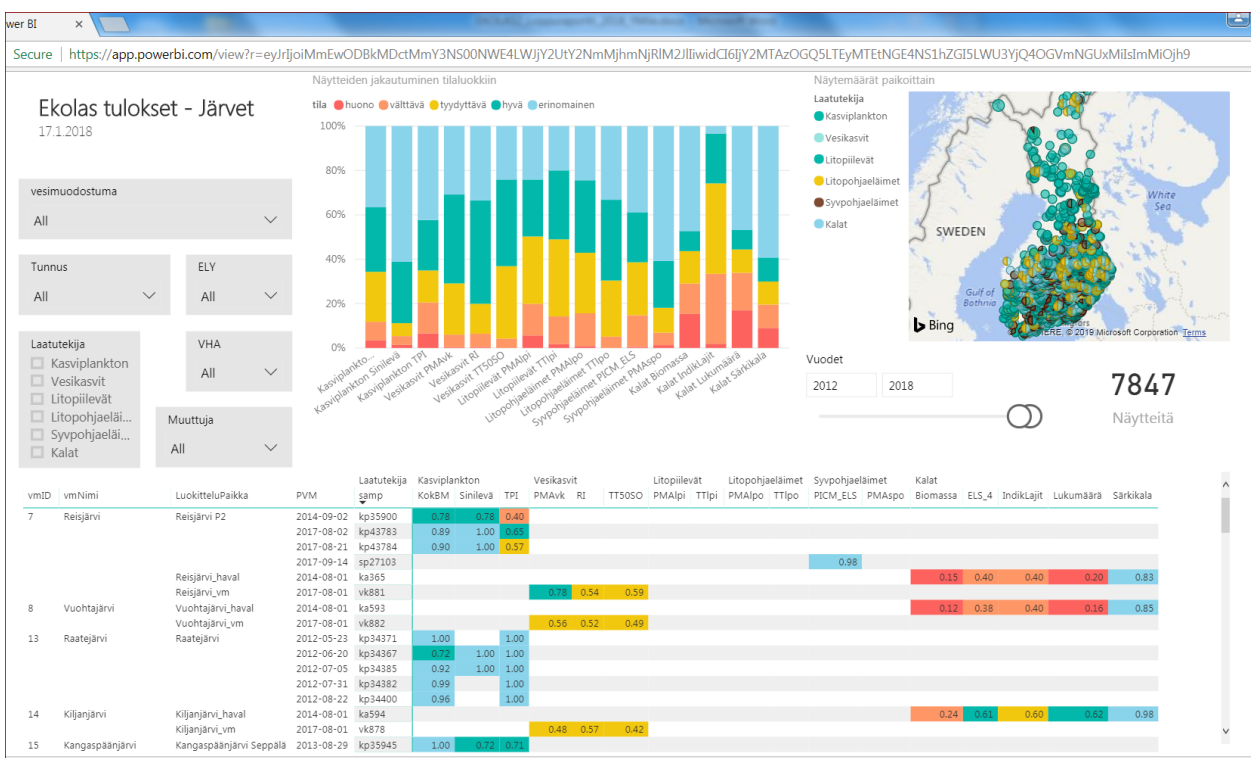 wer BI
Secure | https://app.powerbi.com/view?r=
Ekolas tulokset - Järvet
17.1.2018
vesimuodostuma
All
Tunnus
All
ELY
All
Laatutekija
Kasviplankton
Vesikasvit
Litopiilevät
Litopohjaeläi...
Syvpohjaeläi...
Kalat
VHA
All
Muuttuja
All
Näytteiden jakautuminen tilaluokkiin
tila huono välttävä tyydyttävä hyvä erinomainen
100%
80%
60%
40%
20%
0%
Kasviplankto...
Kasviplankton Sinilevä
Kasviplankton TPI
Vesikasvit PMAvk
Vesikasvit RI
Vesikasvit TT50SO
Litopiilevät PMAlpi
Litopiilevät TTlpi
Litopohjaeläimet PMAlpo
Litopohjaeläimet TTlpo
Syvpohjaeläimet PICM_ELS
Syvpohjaeläimet PMAspo
Kalat Biomassa
Kalat IndikLajit
Kalat Lukumäärä
Kalat Särkikala
Näytemäärät paikoittain
Laatutekija
Kasviplankton
Vesikasvit
Litopiilevät
Litopohjaeläimet
Syvpohjaeläimet
Kalat
White
Sea
SWEDEN
Gulf of
Bothnia
Bing
HERE, © 2019 Microsoft Corporation Terms
Vuodet
2012 2018
7847
Näytteitä
Laatutekija Kasviplankton Vesikasvit Litopiilevät Litopohjaeläimet Syvpohjaeläimet Kalat
vmID vmNimi LuokitteluPaikka PVM samp KokBM Sinilevä TPI PMAvk RI TT50SO PMAlpi TTlpi PMAlpo TTlpo PICM_ELS PMAspo Biomassa ELS_4 IndikLajit Lukumäärä Särkikala
7 Reisjärvi Reisjärvi P2 2014-09-02 kp35900 0.78 0.78 0.40
2017-08-02 kp43783 0.89 1.00 0.65
2017-08-21 kp43784 0.90 1.00 0.57
2017-09-14 sp27103 0.98
Reisjärvi_haval 2014-08-01 ka365 0.15 0.40 0.40 0.20 0.83
Reisjärvi_vm 2017-08-01 vk881 0.78 0.54 0.59
8 Vuohtajärvi Vuohtajärvi_haval 2014-08-01 ka593 0.12 0.38 0.40 0.16 0.85
Vuohtajärvi_vm 2017-08-01 vk882 0.56 0.52 0.49
13 Raatejärvi Raatejärvi 2012-05-23 kp34371 1.00 1.00
2012-06-20 kp34367 0.72 1.00 1.00
2012-07-05 kp34385 0.92 1.00 1.00
2012-07-31 kp34382 0.99 1.00
2012-08-22 kp34400 0.96 1.00
14 Kiljanjärvi Kiljanjärvi_haval 2014-08-01 ka594 0.24 0.61 0.60 0.62 0.98
Kiljanjärvi_vm 2017-08-01 vk878 0.48 0.57 0.42
15 Kangaspäänjärvi Kangaspäänjärvi Seppälä 2013-08-29 kp35945 1.00 0.72 0.71